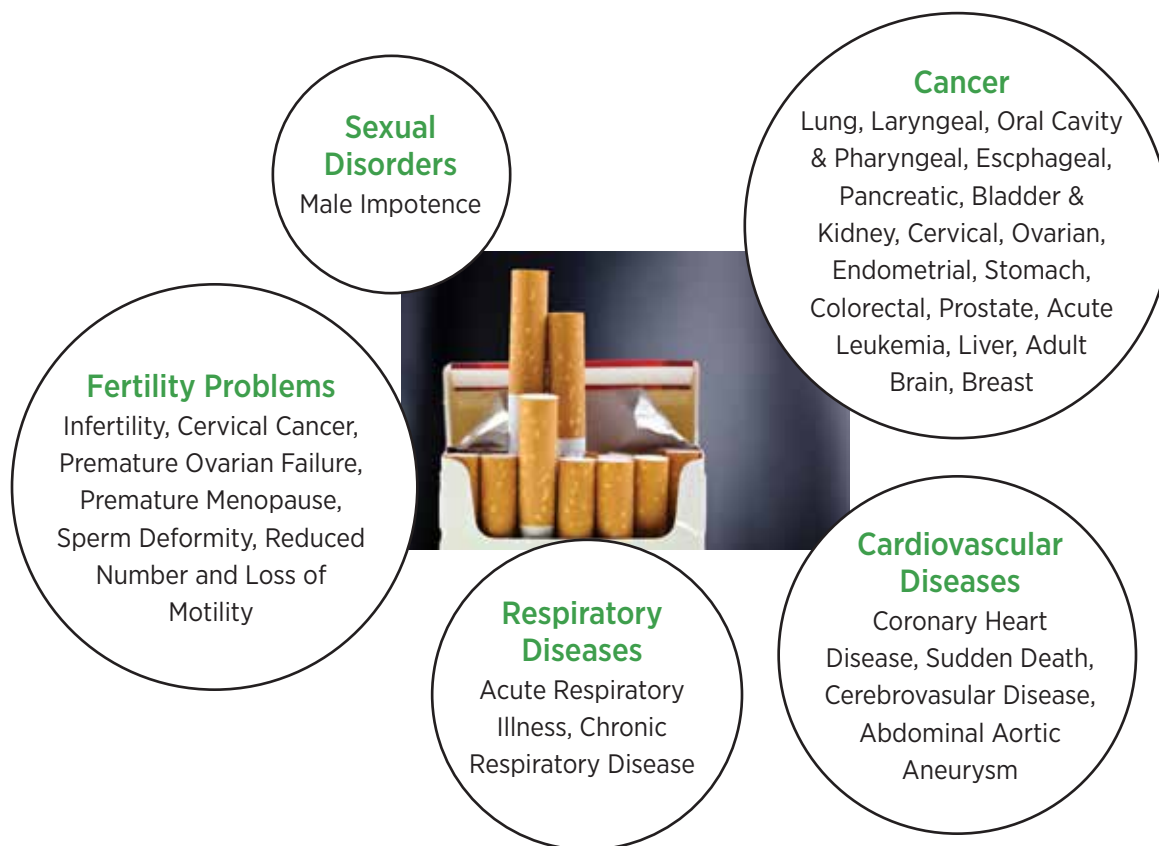 Sexual
Disorders
Male Impotence
Cancer
Lung, Laryngeal, Oral Cavity
& Pharyngeal, Escphageal,
Pancreatic, Bladder &
Kidney, Cervical, Ovarian,
Endometrial, Stomach,
Colorectal, Prostate, Acute
Leukemia, Liver, Adult
Brain, Breast
Fertility Problems
Infertility, Cervical Cancer,
Premature Ovarian Failure,
Premature Menopause,
Sperm Deformity, Reduced
Number and Loss of
Motility
Respiratory
Diseases
Acute Respiratory
Illness, Chronic
Respiratory Disease
Cardiovascular
Diseases
Coronary Heart
Disease, Sudden Death,
Cerebrovasular Disease,
Abdominal Aortic
Aneurysm